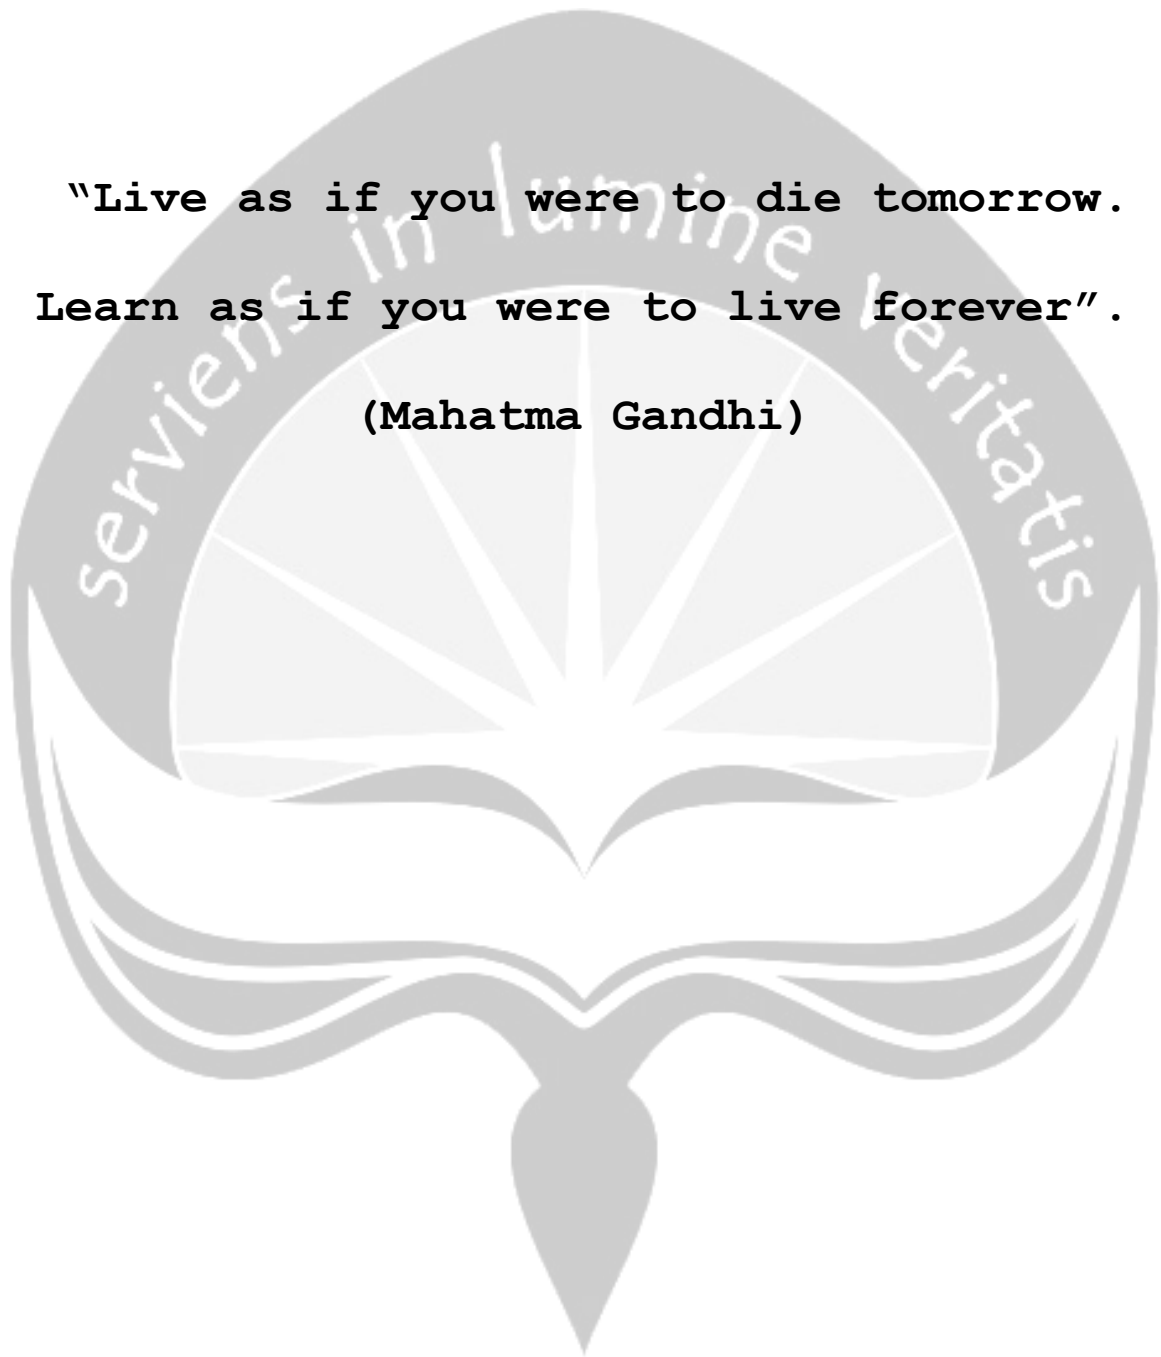 “Live as if you were to die tomorrow.
Learn as if you were to live forever”.
(Mahatma Gandhi)
serviens in lumine veritatis